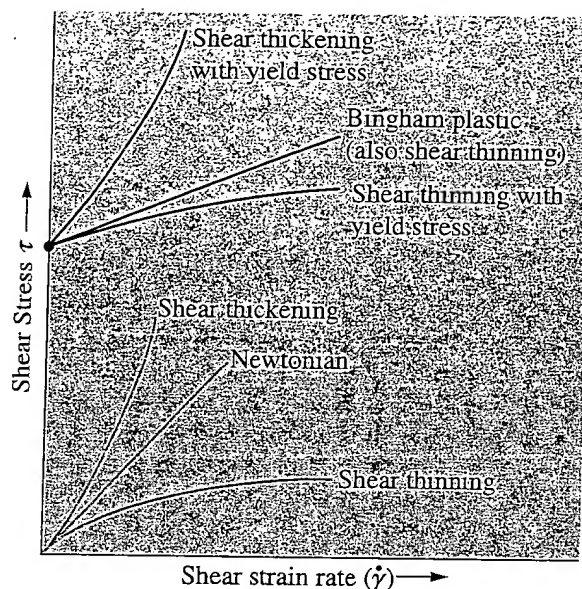 Shear thickening
with yield stress
Bingham plastic
(also shear thinning)
Shear thinning with
yield stress
Shear thickening
Newtonian
Shear thinning
Shear Stress τ →
Shear strain rate (γ̇) →